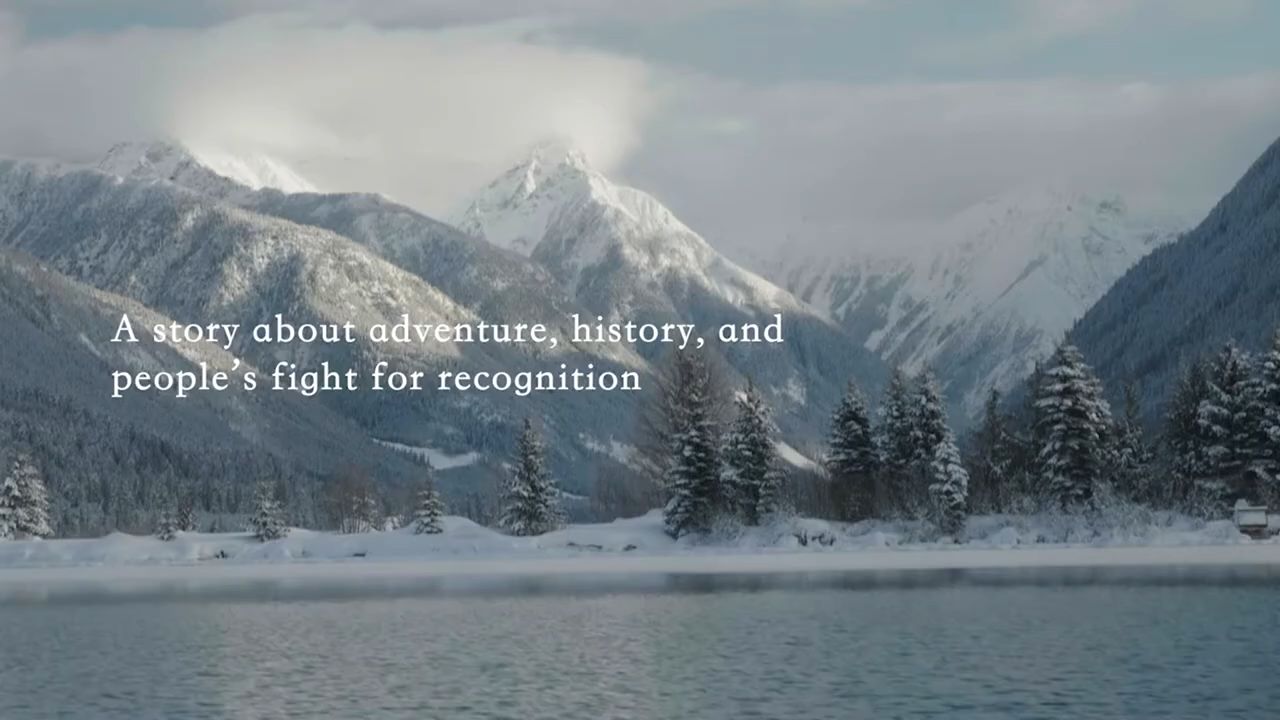 A story about adventure, history, and
people’s fight for recognition